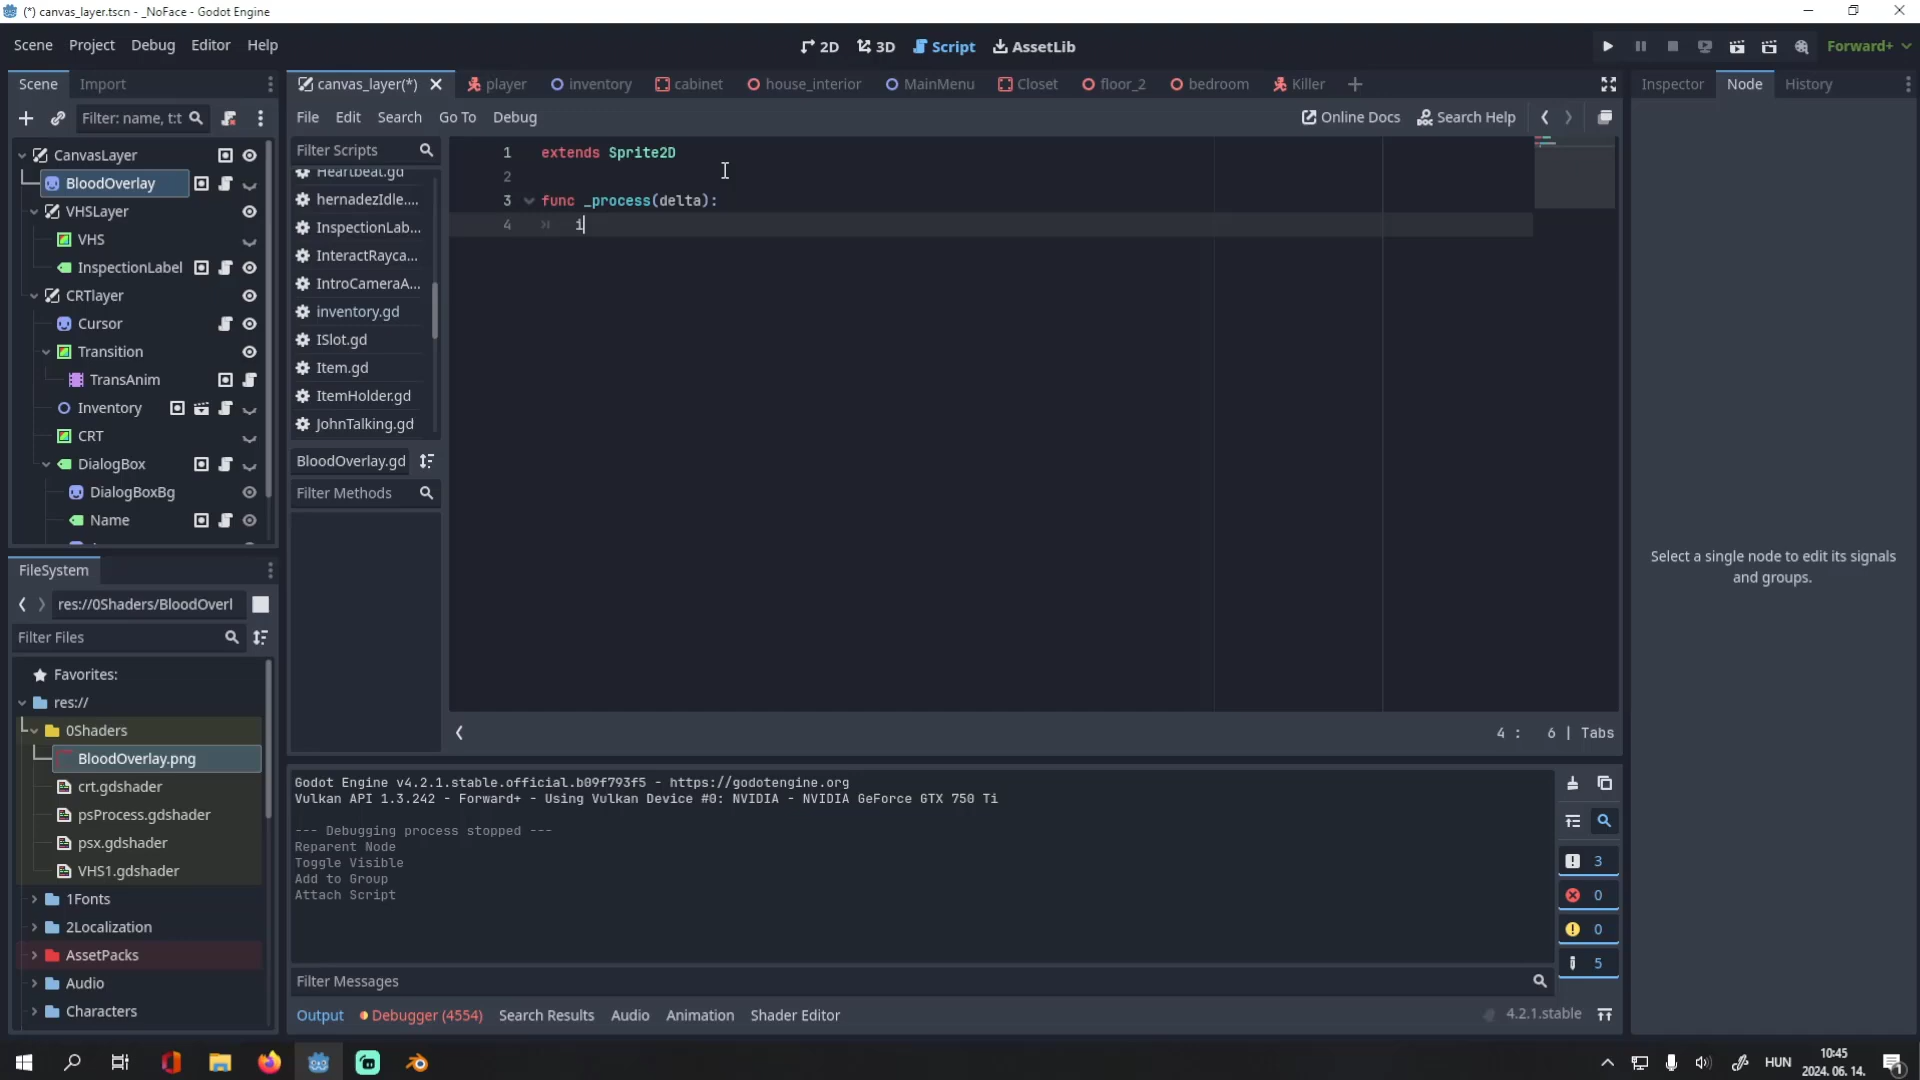 (*) canvas_layer.tscn - _NoFace - Godot Engine
Scene Project Debug Editor Help
2D 3D Script AssetLib
Forward+
Scene Import
Filter: name, t:t
CanvasLayer
BloodOverlay
VHSLayer
VHS
InspectionLabel
CRTlayer
Cursor
Transition
TransAnim
Inventory
CRT
DialogBox
DialogBoxBg
Name
FileSystem
res://0Shaders/BloodOverl
Filter Files
Favorites:
res://
0Shaders
BloodOverlay.png
crt.gdshader
psProcess.gdshader
psx.gdshader
VHS1.gdshader
1Fonts
2Localization
AssetPacks
Audio
Characters
canvas_layer(*) player inventory cabinet house_interior MainMenu Closet floor_2 bedroom Killer
File Edit Search Go To Debug
Online Docs Search Help
Filter Scripts
Heartbeat.gd
hernadezIdle....
InspectionLab...
InteractRayca...
IntroCameraA...
inventory.gd
ISlot.gd
Item.gd
ItemHolder.gd
JohnTalking.gd
BloodOverlay.gd
Filter Methods
1 extends Sprite2D
2
3 func _process(delta):
4 i
4 : 6 | Tabs
Godot Engine v4.2.1.stable.official.b09f793f5 - https://godotengine.org
Vulkan API 1.3.242 - Forward+ - Using Vulkan Device #0: NVIDIA - NVIDIA GeForce GTX 750 Ti
--- Debugging process stopped ---
Reparent Node
Toggle Visible
Add to Group
Attach Script
3
0
0
5
Filter Messages
Output Debugger (4554) Search Results Audio Animation Shader Editor
4.2.1.stable
Inspector Node History
Select a single node to edit its signals
and groups.
HUN
10:45
2024. 06. 14.
1